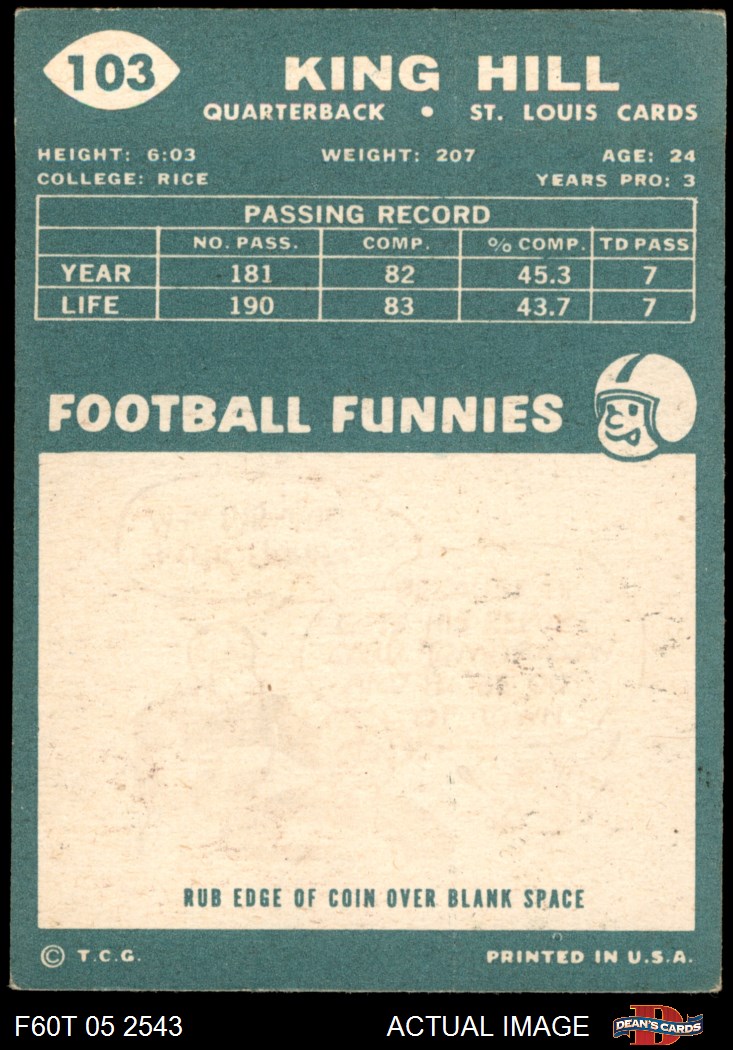 103
KING HILL
QUARTERBACK • ST. LOUIS CARDS
HEIGHT: 6:03 WEIGHT: 207 AGE: 24
COLLEGE: RICE YEARS PRO: 3
PASSING RECORD
NO. PASS. COMP. % COMP. TD PASS
YEAR 181 82 45.3 7
LIFE 190 83 43.7 7
FOOTBALL FUNNIES
RUB EDGE OF COIN OVER BLANK SPACE
© T.C.G. PRINTED IN U.S.A.
F60T 05 2543 ACTUAL IMAGE DEAN'S CARDS